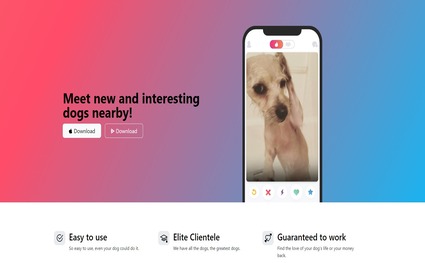 Meet new and interesting
dogs nearby!
Download
Download
Easy to use
So easy to use, even your dog could do it.
Elite Clientele
We have all the dogs, the greatest dogs.
Guaranteed to work
Find the love of your dog's life or your money
back.